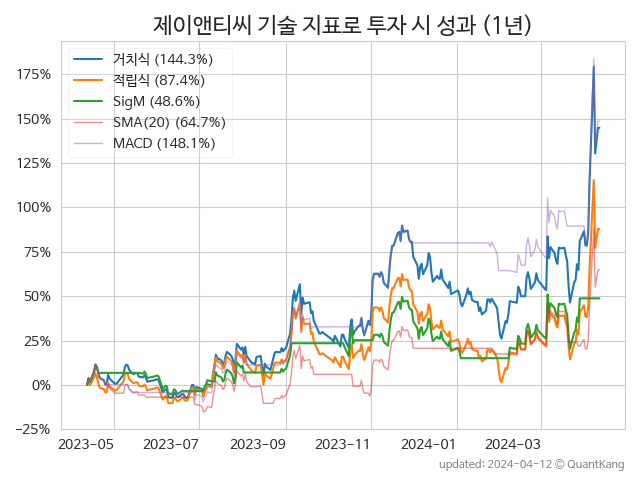 제이앤티씨 기술 지표로 투자 시 성과 (1년)
거치식 (144.3%)
적립식 (87.4%)
SigM (48.6%)
SMA(20) (64.7%)
MACD (148.1%)
175%
150%
125%
100%
75%
50%
25%
0%
−25%
2023-05 2023-07 2023-09 2023-11 2024-01 2024-03
updated: 2024-04-12 © QuantKang